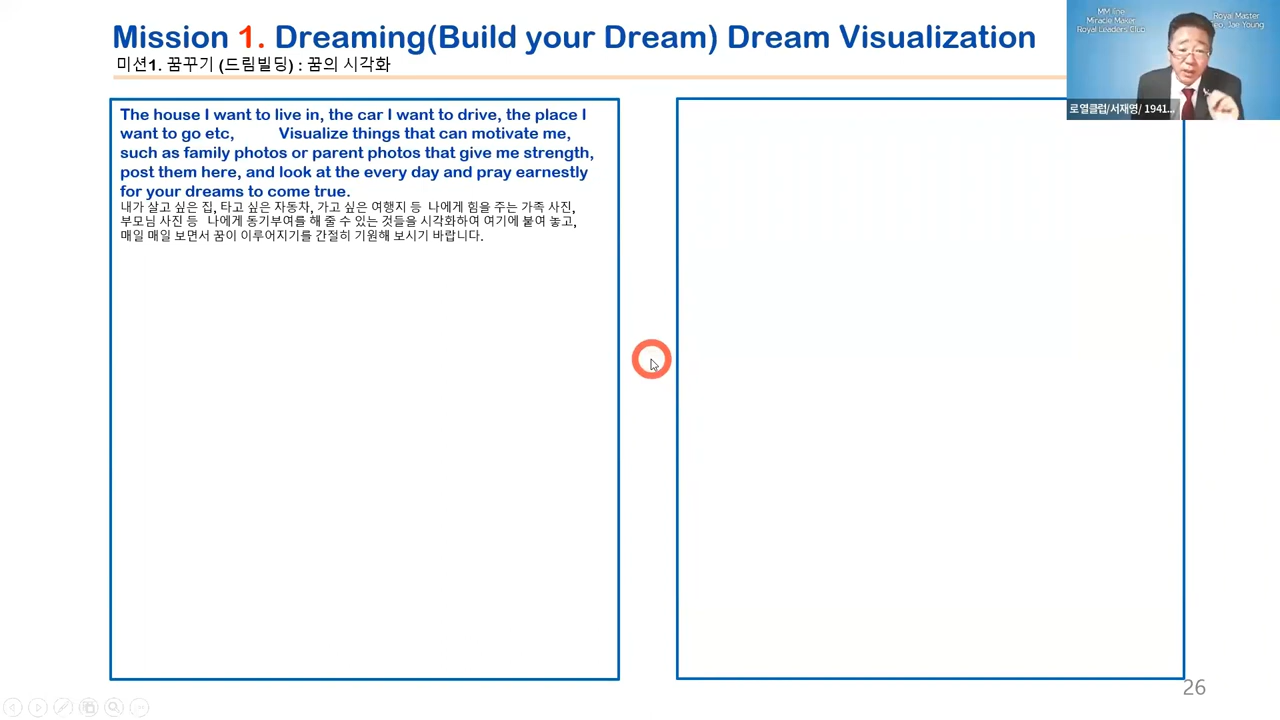 Mission 1. Dreaming(Build your Dream) Dream Visualization
미션1. 꿈꾸기 (드림빌딩) : 꿈의 시각화
The house I want to live in, the car I want to drive, the place I
want to go etc, Visualize things that can motivate me,
such as family photos or parent photos that give me strength,
post them here, and look at the every day and pray earnestly
for your dreams to come true.
내가 살고 싶은 집, 타고 싶은 자동차, 가고 싶은 여행지 등 나에게 힘을 주는 가족 사진,
부모님 사진 등 나에게 동기부여를 해 줄 수 있는 것들을 시각화하여 여기에 붙여 놓고,
매일 매일 보면서 꿈이 이루어지기를 간절히 기원해 보시기 바랍니다.
MM line
Miracle Maker
Royal Leaders Club
Royal Master
Jae Young
로열클럽/서재영/ 1941...
26